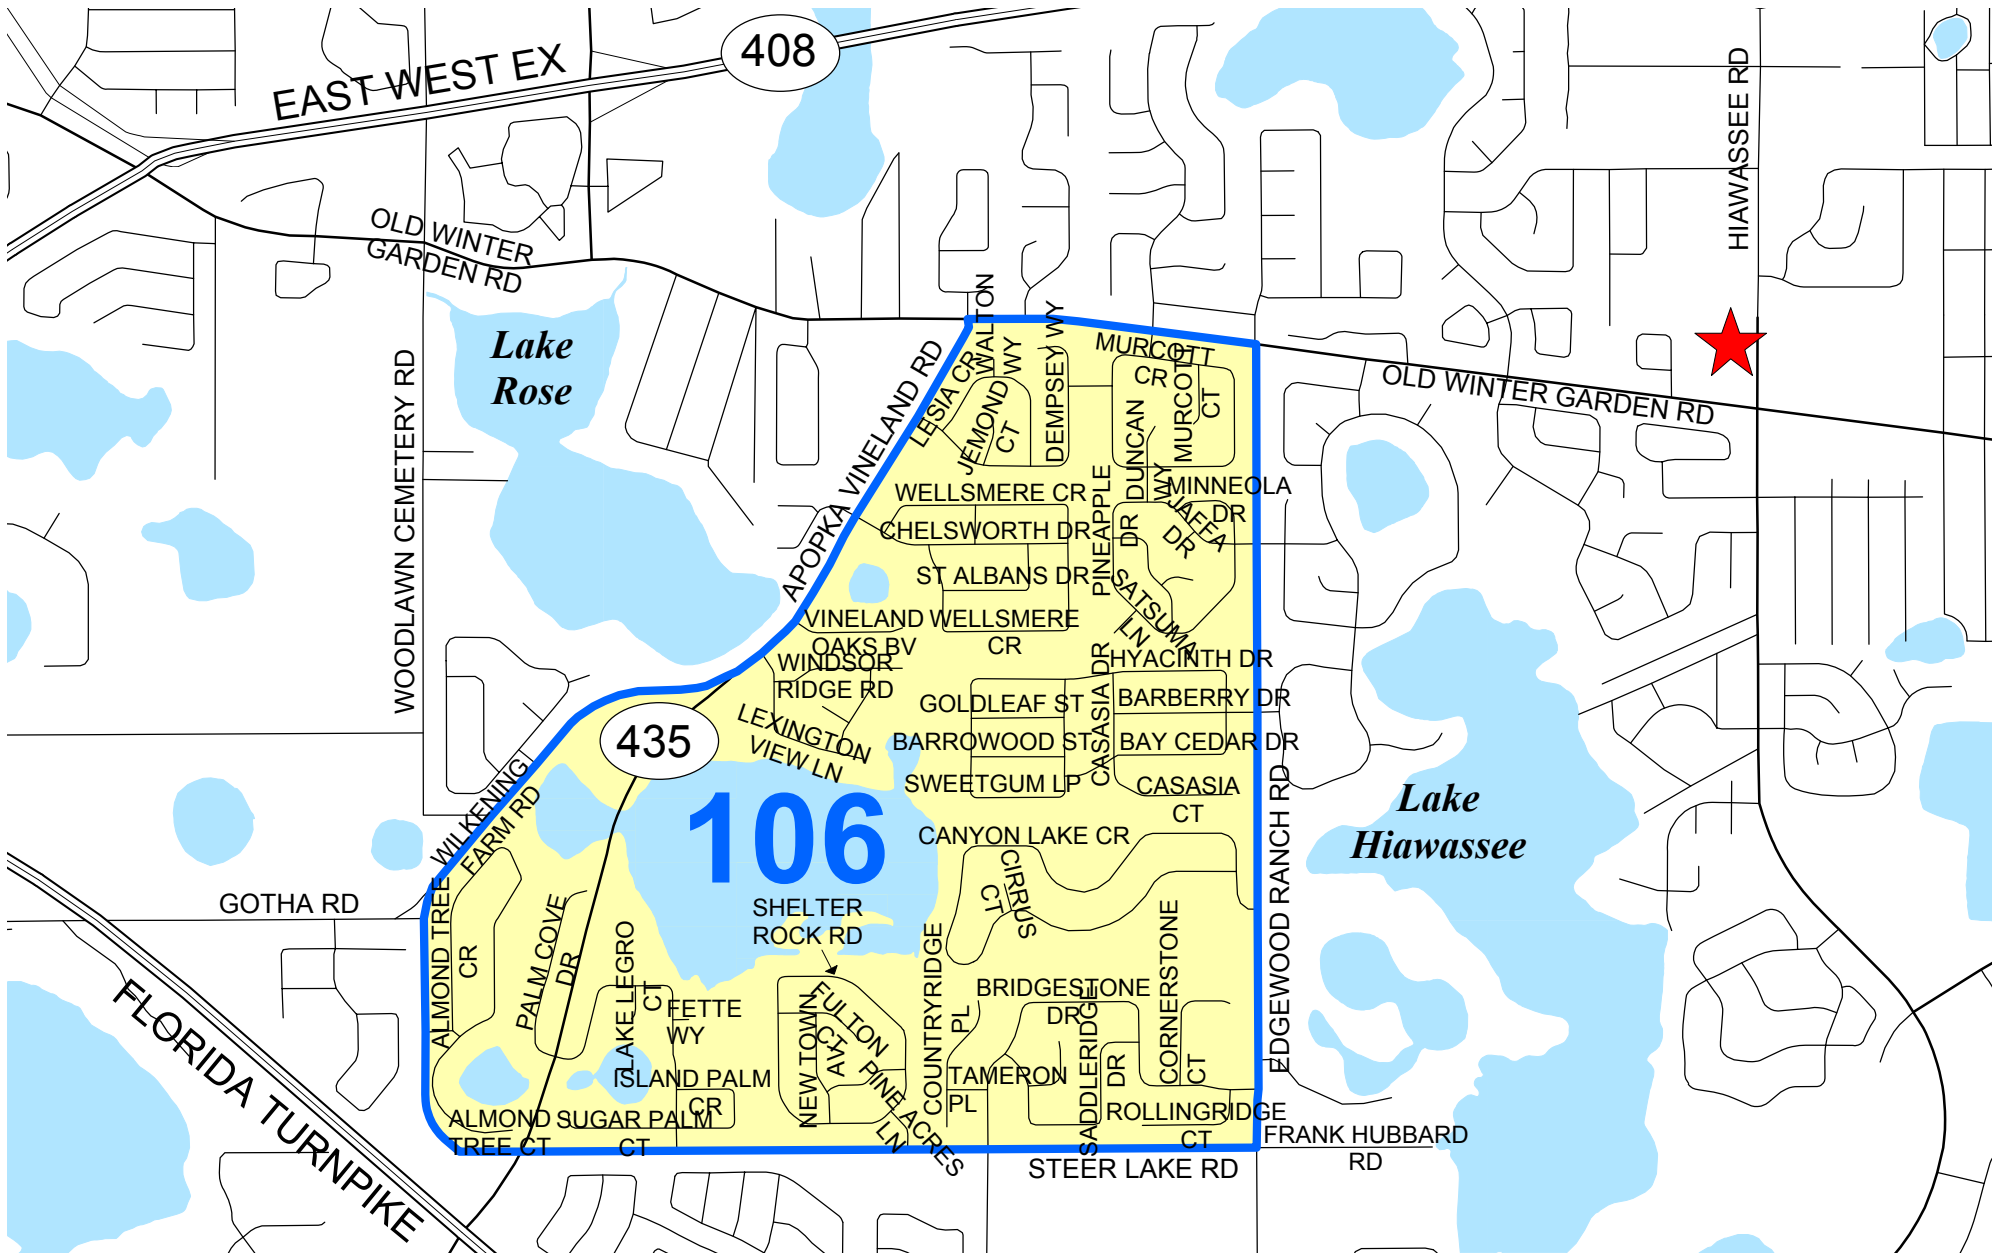 408
EAST WEST EX
HIAWASSEE RD
OLD WINTER
GARDEN RD
Lake
Rose
WOODLAWN CEMETERY RD
APOPKA VINELAND RD
LESIA CR
WALTON
WY
JEMOND
CT
DEMPSEY WY
MURCOTT
CR
MURCOTT
CT
OLD WINTER GARDEN RD
DUNCAN
WY
PINEAPPLE
DR
WELLSMERE CR
MINNEOLA
DR
JAFFA
DR
CHELSWORTH DR
ST ALBANS DR
SATSUMA
LN
VINELAND
OAKS BV
WELLSMERE
CR
WINDSOR
RIDGE RD
HYACINTH DR
CASASIA DR
GOLDLEAF ST
BARBERRY DR
LEXINGTON
VIEW LN
435
BARROWOOD ST
BAY CEDAR DR
SWEETGUM LP
CASASIA
CT
106
WILKENING
FARM RD
CANYON LAKE CR
CIRRUS
CT
EDGEWOOD RANCH RD
Lake
Hiawassee
GOTHA RD
ALMOND TREE
CR
PALM COVE
DR
LAKE LEGRO
CT
SHELTER
ROCK RD
COUNTRYRIDGE
PL
CORNERSTONE
CT
BRIDGESTONE
DR
SADDLERIDGE
DR
FETTE
WY
NEW TOWN
AV
FULTON
CT
PINE ACRES
LN
ISLAND PALM
CR
TAMERON
PL
ALMOND
TREE CT
SUGAR PALM
CT
ROLLINGRIDGE
CT
FRANK HUBBARD
RD
STEER LAKE RD
FLORIDA TURNPIKE